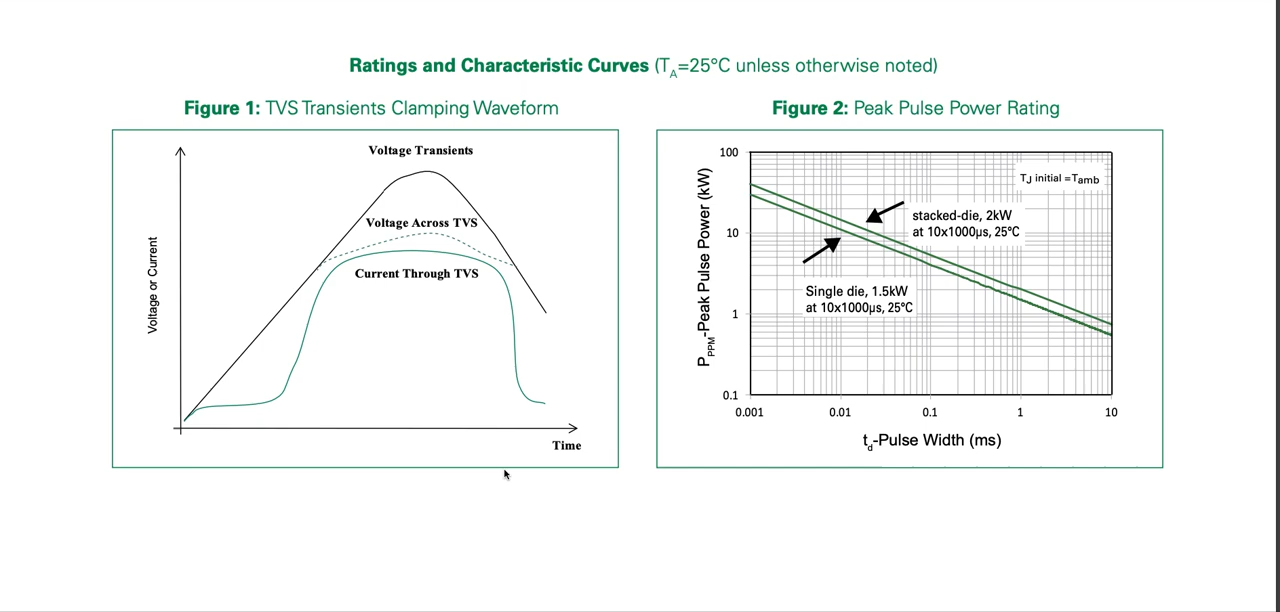 Ratings and Characteristic Curves (TA=25°C unless otherwise noted)
Figure 1: TVS Transients Clamping Waveform
Voltage Transients
Voltage Across TVS
Current Through TVS
Voltage or Current
Time
Figure 2: Peak Pulse Power Rating
PPPM-Peak Pulse Power (kW)
100
10
1
0.1
TJ initial =Tamb
stacked-die, 2kW
at 10x1000µs, 25°C
Single die, 1.5kW
at 10x1000µs, 25°C
0.001 0.01 0.1 1 10
td-Pulse Width (ms)